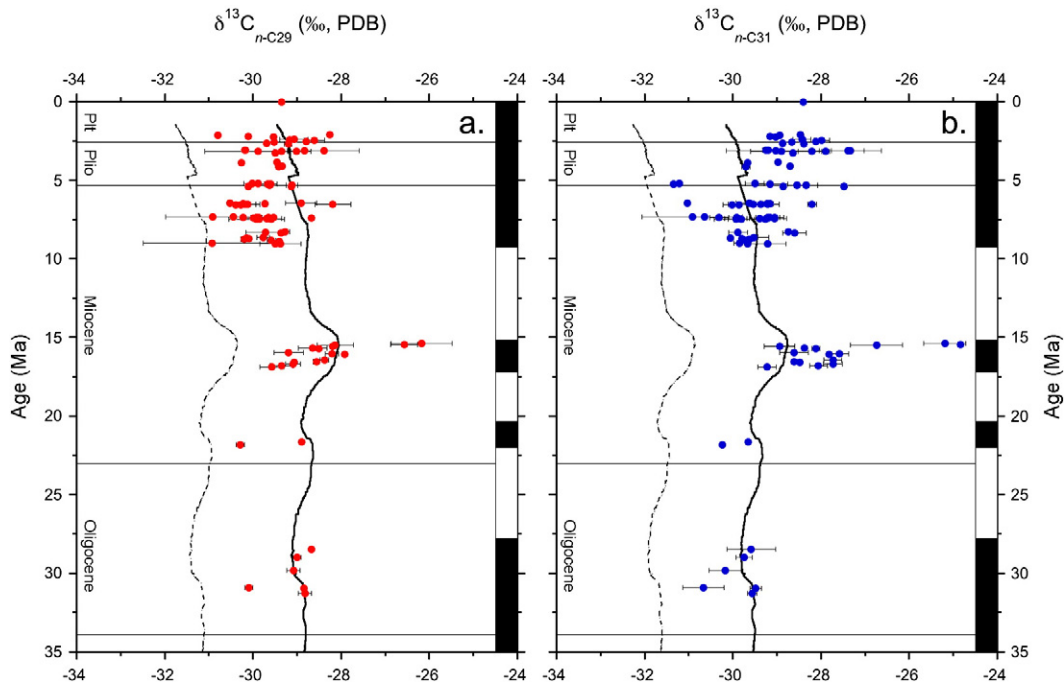 δ13C n-C29 (‰, PDB)
δ13C n-C31 (‰, PDB)
-34 -32 -30 -28 -26 -24
-34 -32 -30 -28 -26 -24
a.
b.
0
5
10
15
20
25
30
35
Age (Ma)
Plt
Plio
Miocene
Oligocene
Plt
Plio
Miocene
Oligocene
0
5
10
15
20
25
30
35
Age (Ma)
-34 -32 -30 -28 -26 -24
-34 -32 -30 -28 -26 -24